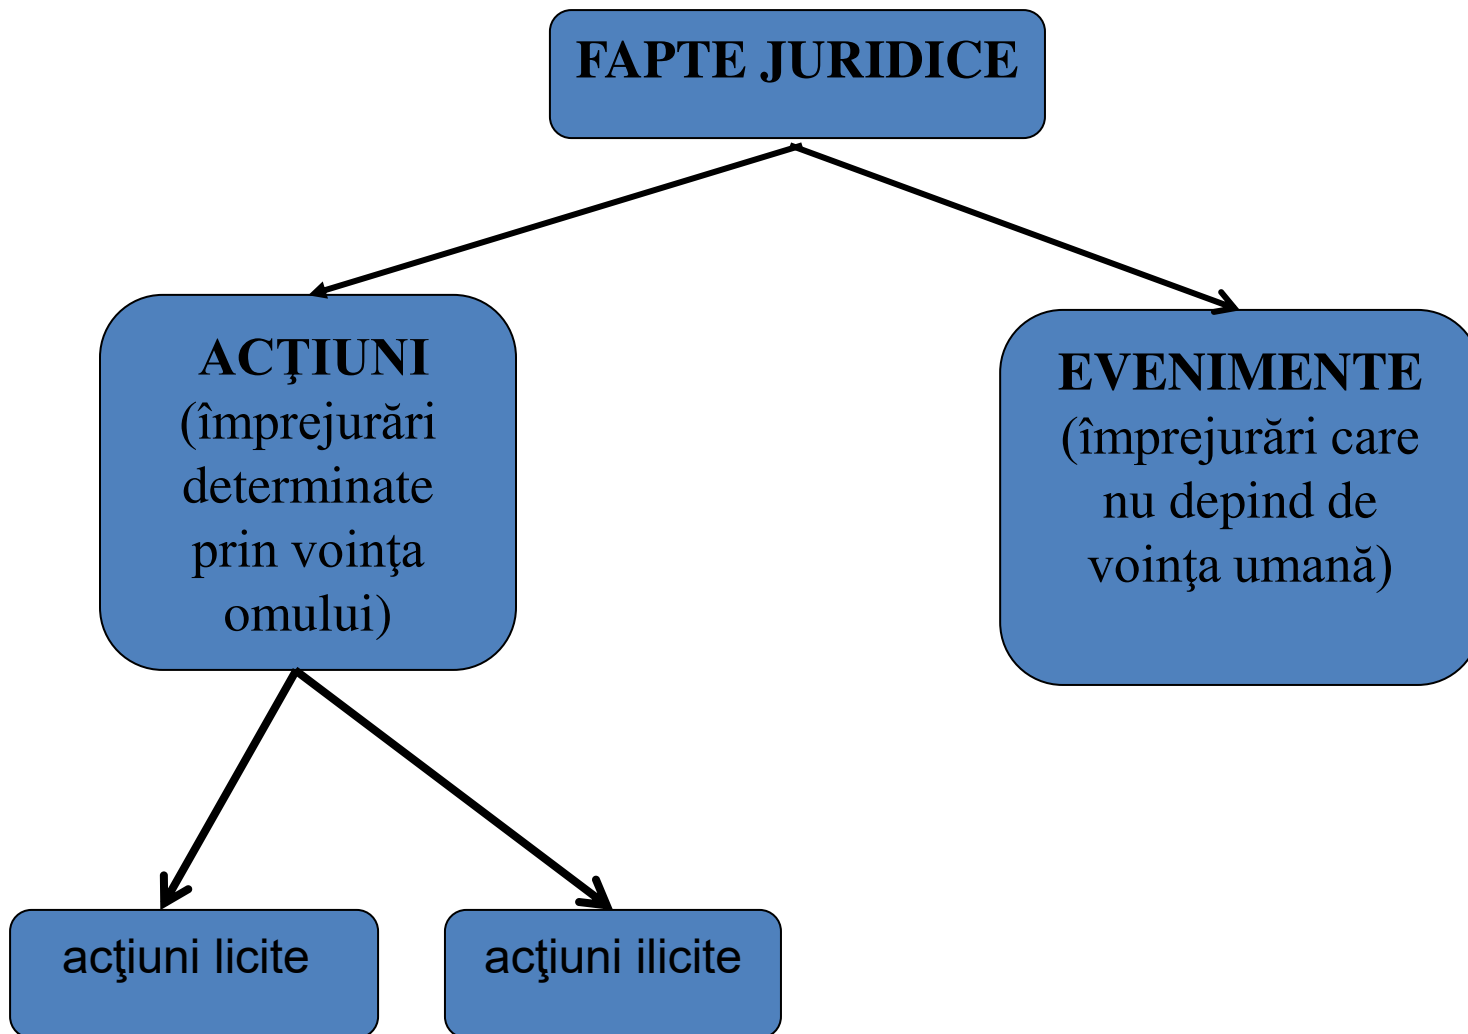 FAPTE JURIDICE
ACŢIUNI
(împrejurări
determinate
prin voinţa
omului)
EVENIMENTE
(împrejurări care
nu depind de
voinţa umană)
acţiuni licite
acţiuni ilicite